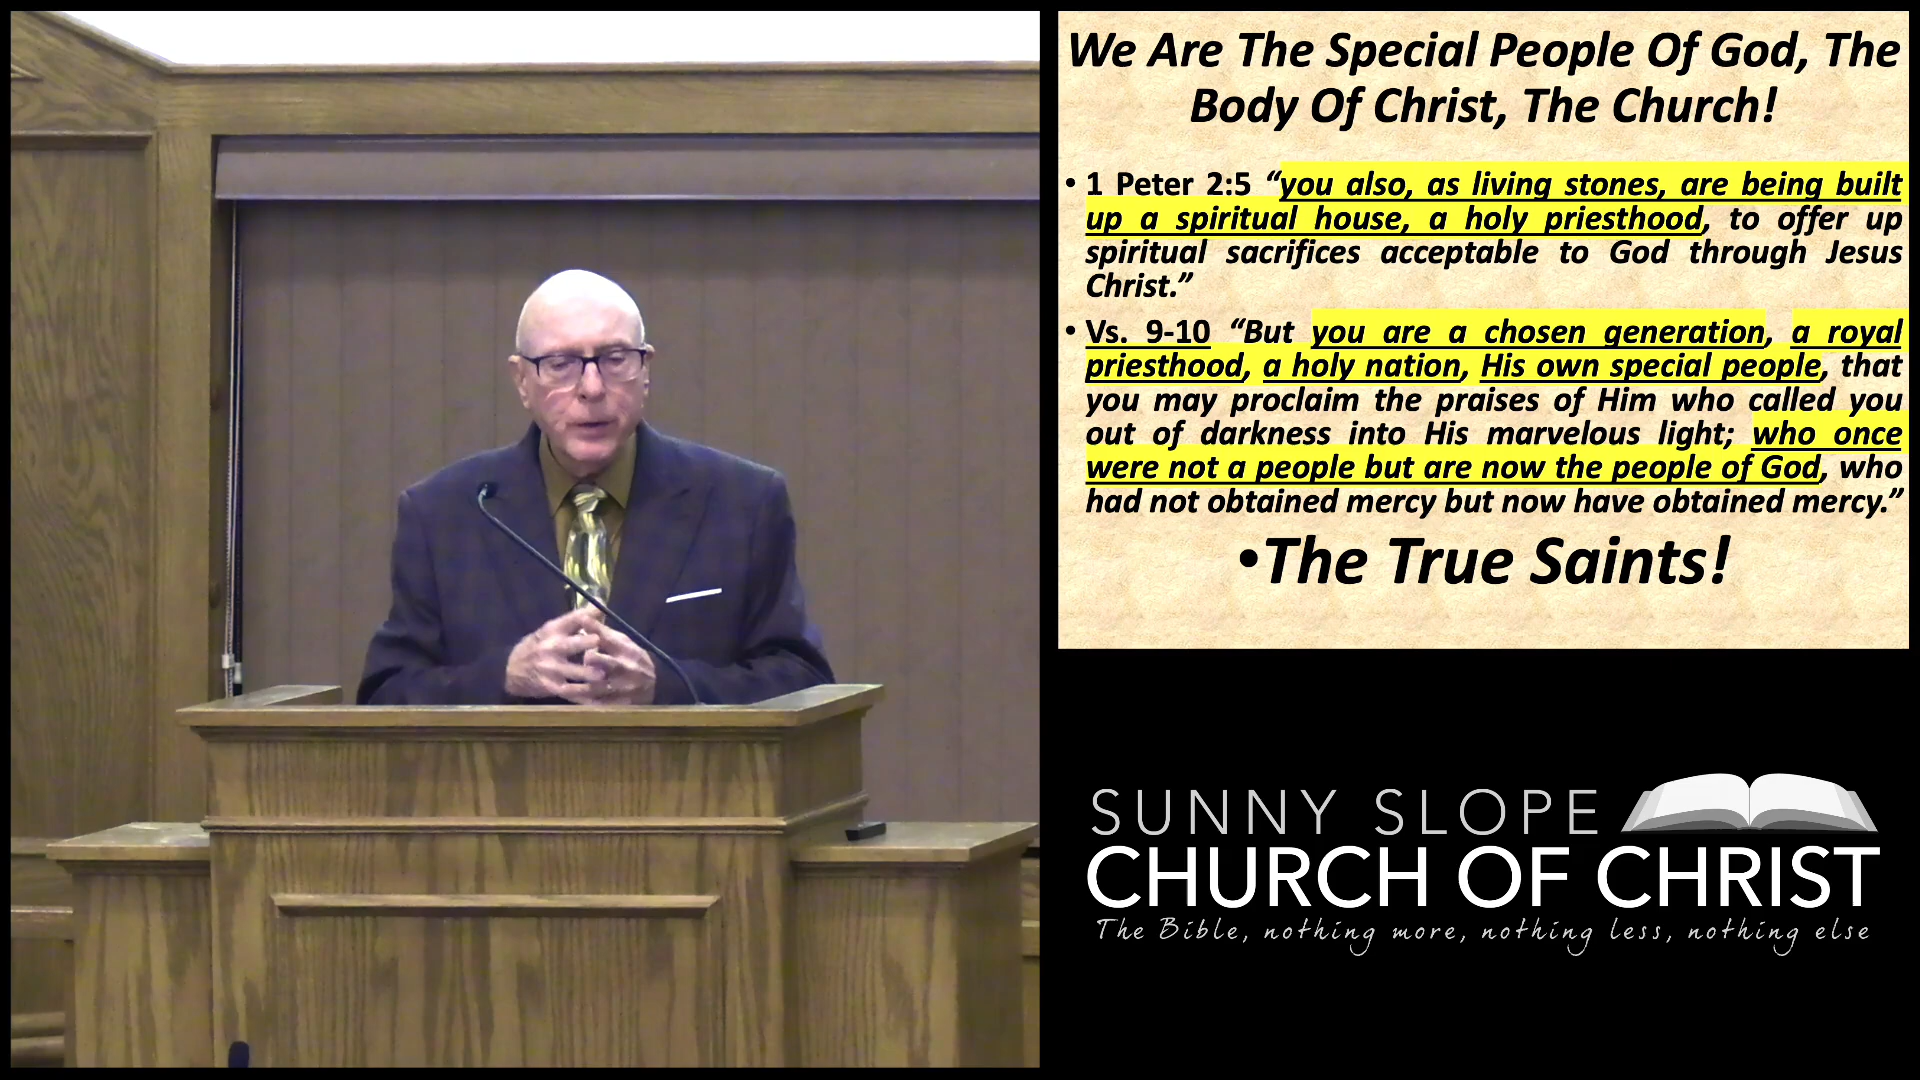 We Are The Special People Of God, The
Body Of Christ, The Church!
• 1 Peter 2:5 “you also, as living stones, are being built
up a spiritual house, a holy priesthood, to offer up
spiritual sacrifices acceptable to God through Jesus
Christ.”
• Vs. 9-10 “But you are a chosen generation, a royal
priesthood, a holy nation, His own special people, that
you may proclaim the praises of Him who called you
out of darkness into His marvelous light; who once
were not a people but are now the people of God, who
had not obtained mercy but now have obtained mercy.”
•The True Saints!
SUNNY SLOPE
CHURCH OF CHRIST
The Bible, nothing more, nothing less, nothing else